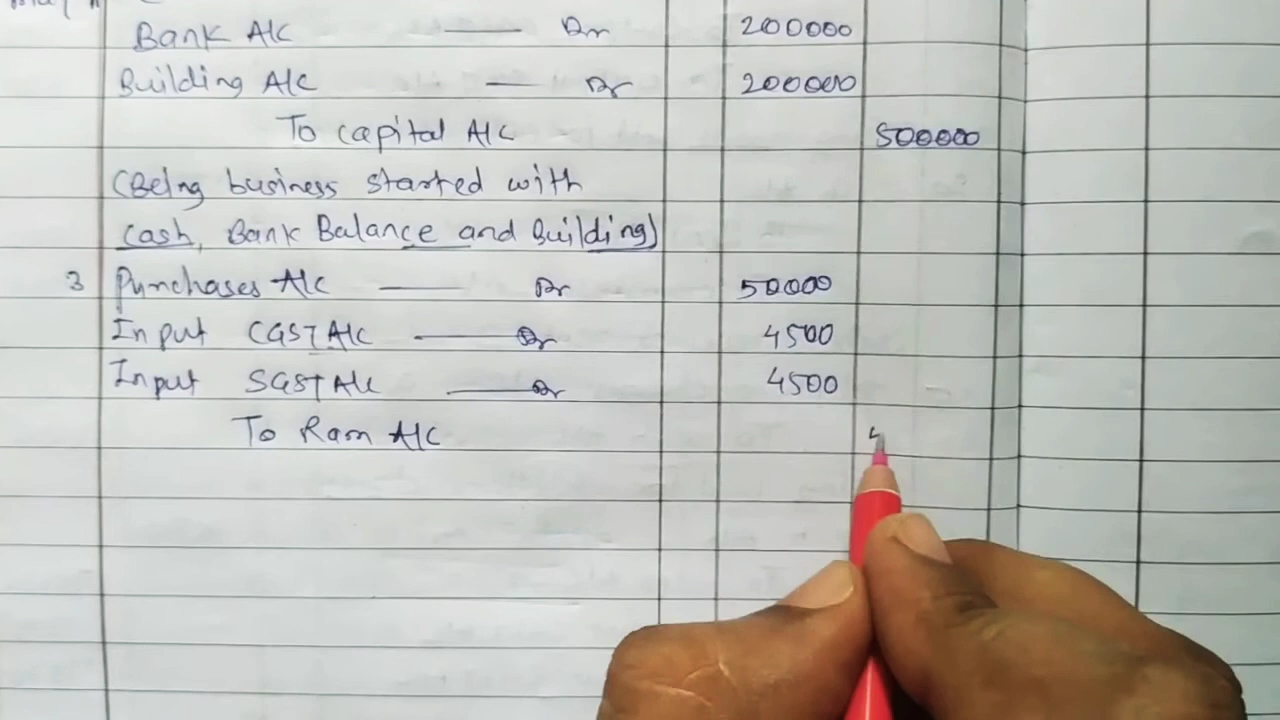 Bank A/c —— Dr 200000
Building A/c — Dr 200000
To Capital A/c 500000
(Being business started with
cash, Bank Balance and Building)
3 Purchases A/c —— Dr 50000
Input CGST A/c —— Dr 4500
Input SGST A/c —— Dr 4500
To Ram A/c